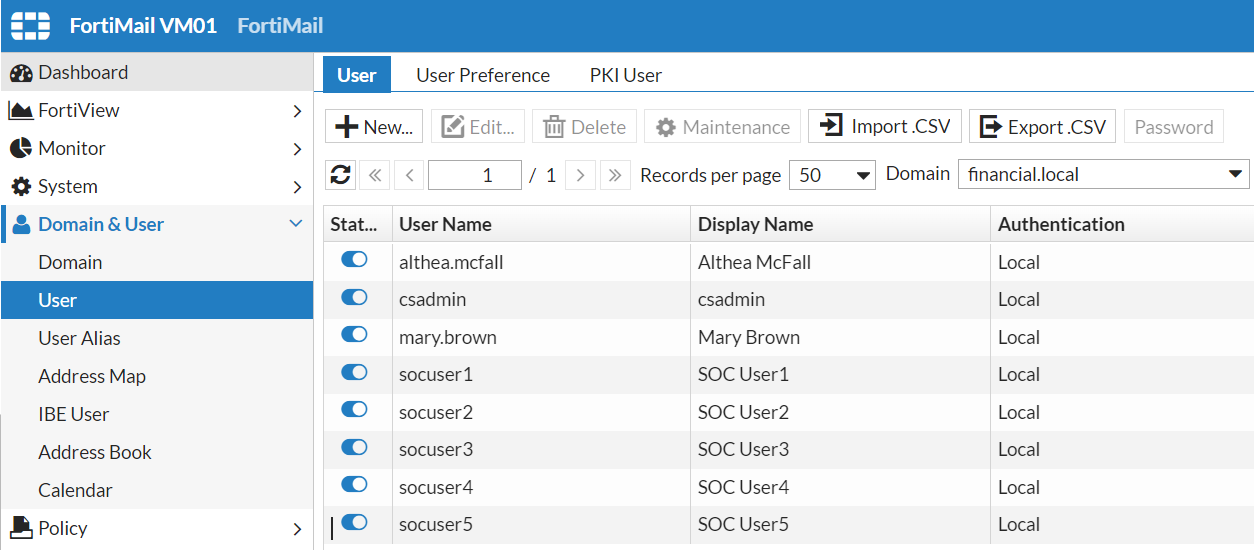 FortiMail VM01 FortiMail
Dashboard
FortiView
Monitor
System
Domain & User
Domain
User
User Alias
Address Map
IBE User
Address Book
Calendar
Policy
User User Preference PKI User
New... Edit... Delete Maintenance Import .CSV Export .CSV Password
1 / 1 Records per page 50 Domain financial.local
Stat... User Name Display Name Authentication
althea.mcfall Althea McFall Local
csadmin csadmin Local
mary.brown Mary Brown Local
socuser1 SOC User1 Local
socuser2 SOC User2 Local
socuser3 SOC User3 Local
socuser4 SOC User4 Local
socuser5 SOC User5 Local